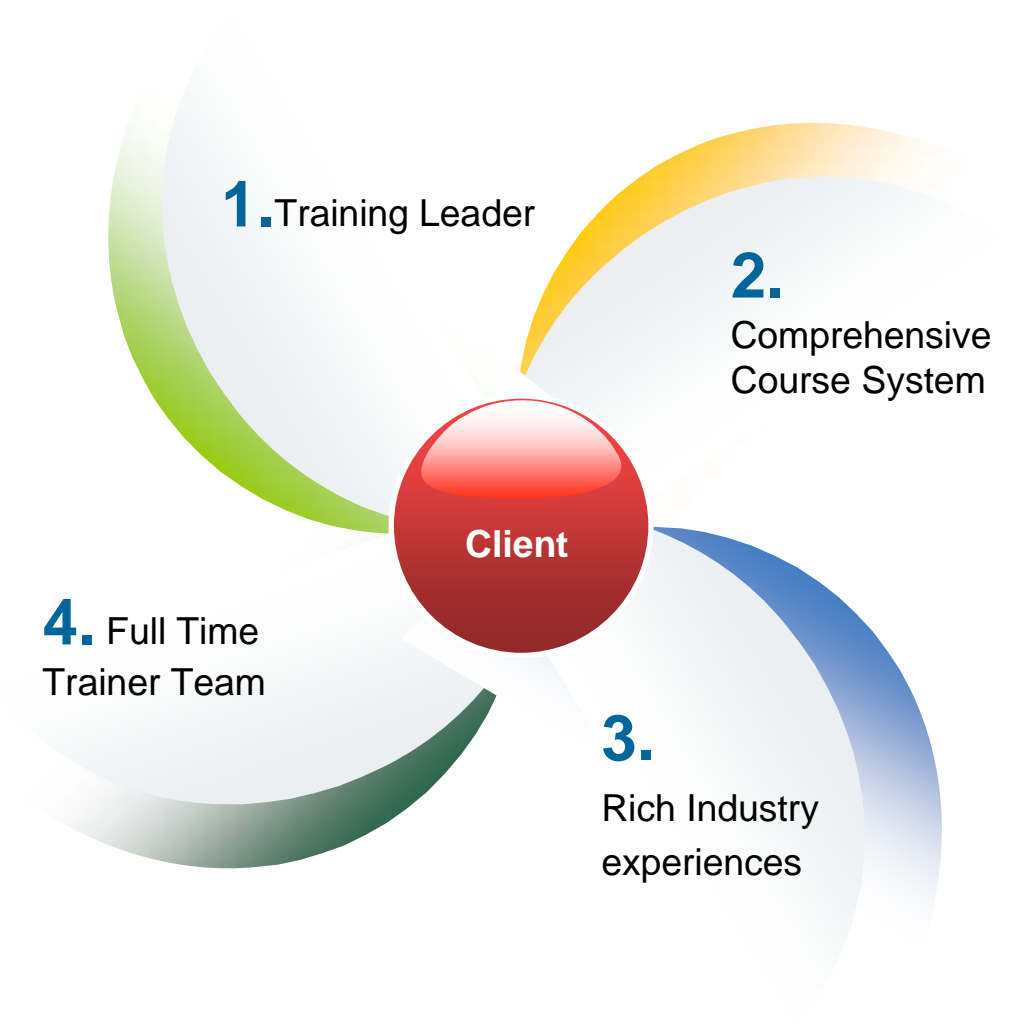 1.Training Leader
2.
Comprehensive
Course System
Client
4. Full Time
Trainer Team
3.
Rich Industry
experiences